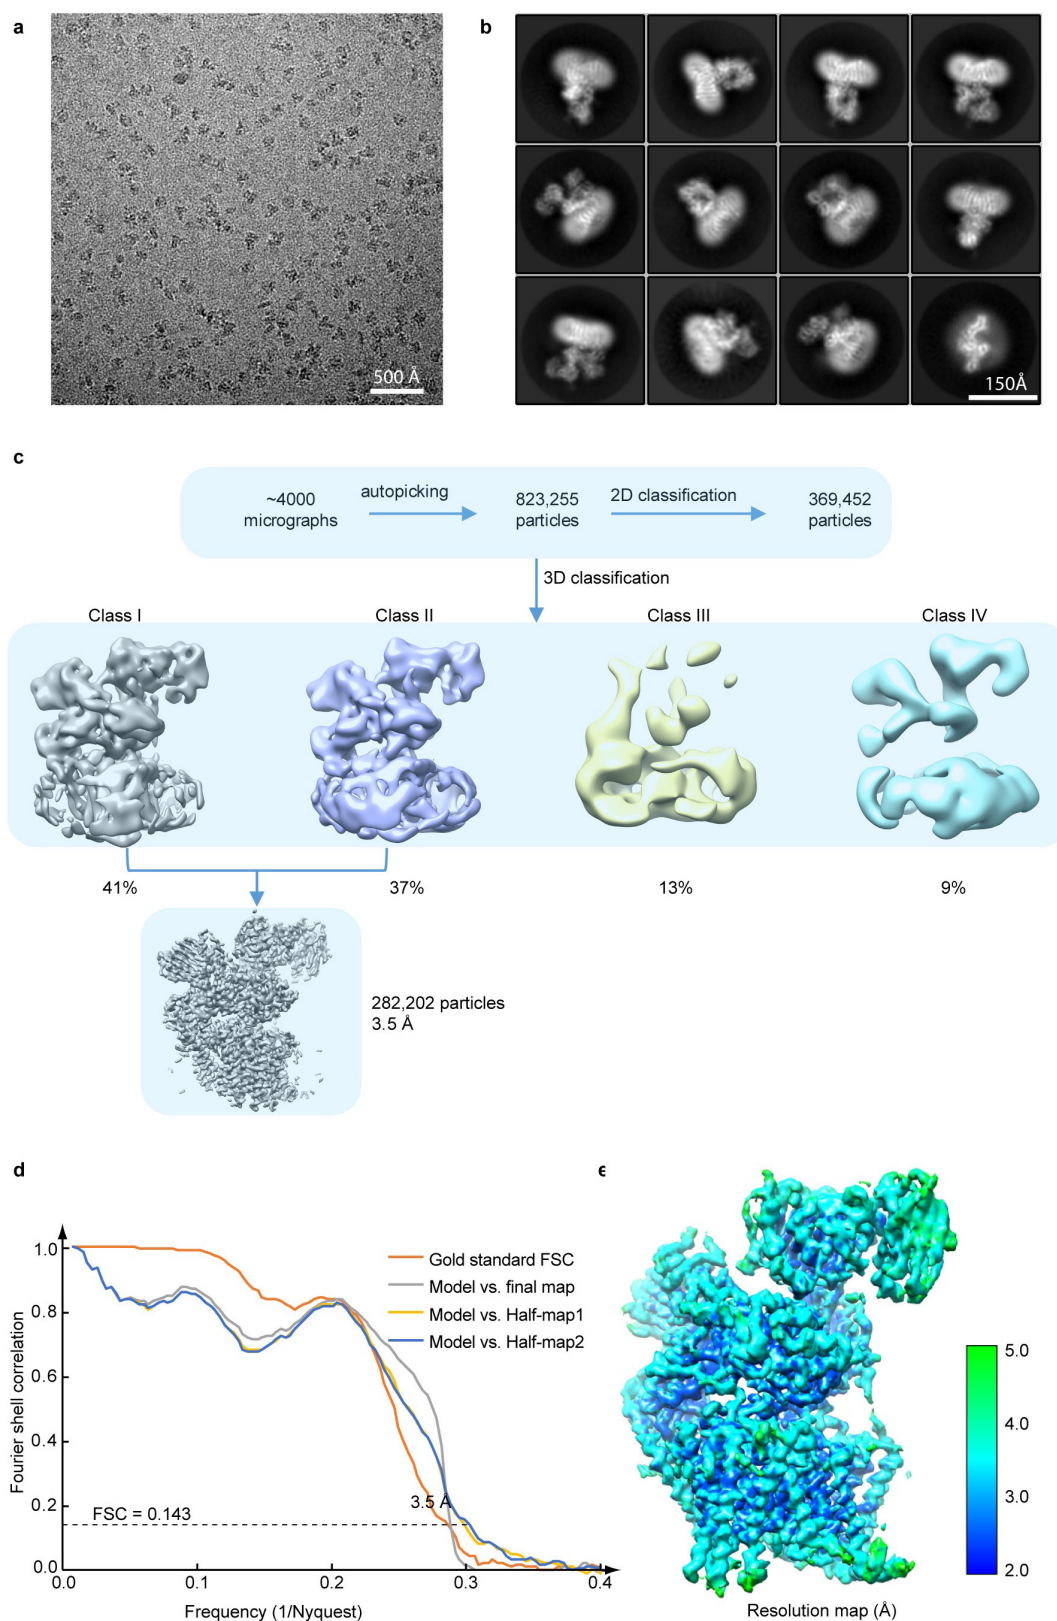 a
500 Å
b
150Å
c
~4000
micrographs
autopicking
823,255
particles
2D classification
369,452
particles
3D classification
Class I
Class II
Class III
Class IV
41%
37%
13%
9%
282,202 particles
3.5 Å
d
Fourier shell correlation
1.0
0.8
0.6
0.4
0.2
0.0
Gold standard FSC
Model vs. final map
Model vs. Half-map1
Model vs. Half-map2
3.5 Å
FSC = 0.143
0.0
0.1
0.2
0.3
0.4
Frequency (1/Nyquest)
e
5.0
4.0
3.0
2.0
Resolution map (Å)